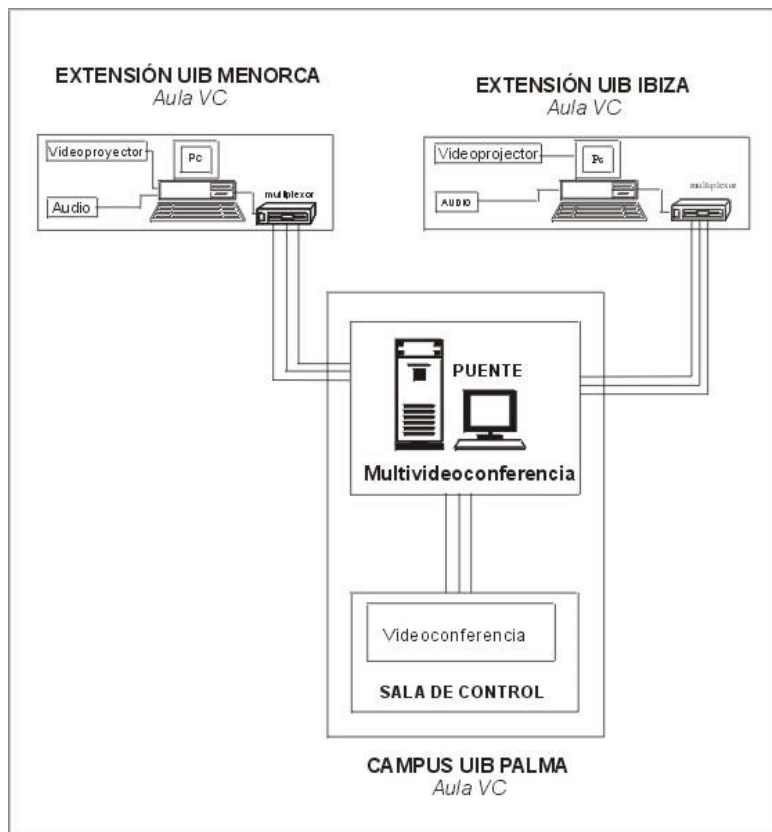 EXTENSIÓN UIB MENORCA
Aula VC
Videoproyector
Pc
multiplexor
Audio
EXTENSIÓN UIB IBIZA
Aula VC
Videoprojector
Pc
multiplexor
AUDIO
PUENTE
Multivideoconferencia
Videoconferencia
SALA DE CONTROL
CAMPUS UIB PALMA
Aula VC